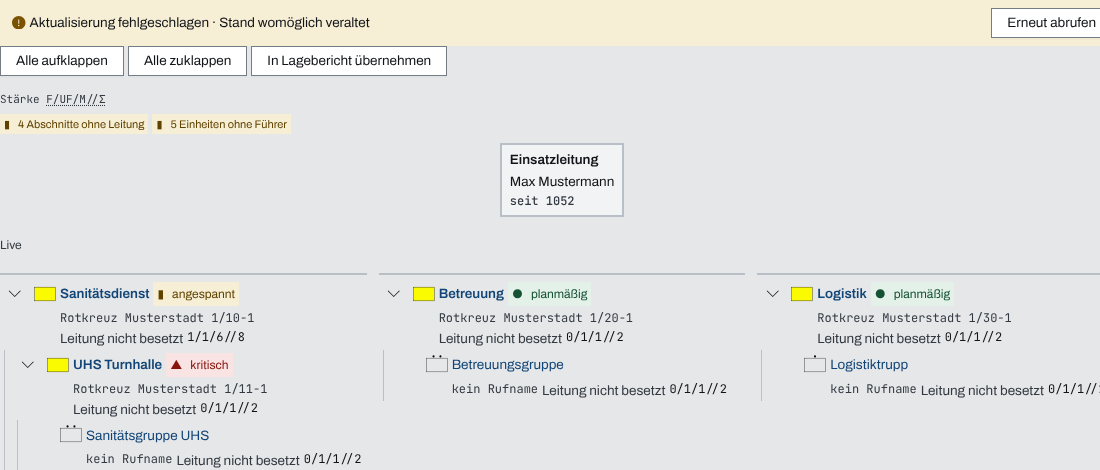 Aktualisierung fehlgeschlagen · Stand womöglich veraltet
Erneut abrufen
Alle aufklappen
Alle zuklappen
In Lagebericht übernehmen
Stärke F/UF/M//Σ
4 Abschnitte ohne Leitung
5 Einheiten ohne Führer
Einsatzleitung
Max Mustermann
seit 1052
Live
Sanitätsdienst angespannt
Rotkreuz Musterstadt 1/10-1
Leitung nicht besetzt 1/1/6//8
UHS Turnhalle kritisch
Rotkreuz Musterstadt 1/11-1
Leitung nicht besetzt 0/1/1//2
Sanitätsgruppe UHS
kein Rufname Leitung nicht besetzt 0/1/1//2
Betreuung planmäßig
Rotkreuz Musterstadt 1/20-1
Leitung nicht besetzt 0/1/1//2
Betreuungsgruppe
kein Rufname Leitung nicht besetzt 0/1/1//2
Logistik planmäßig
Rotkreuz Musterstadt 1/30-1
Leitung nicht besetzt 0/1/1//2
Logistiktrupp
kein Rufname Leitung nicht besetzt 0/1/1//